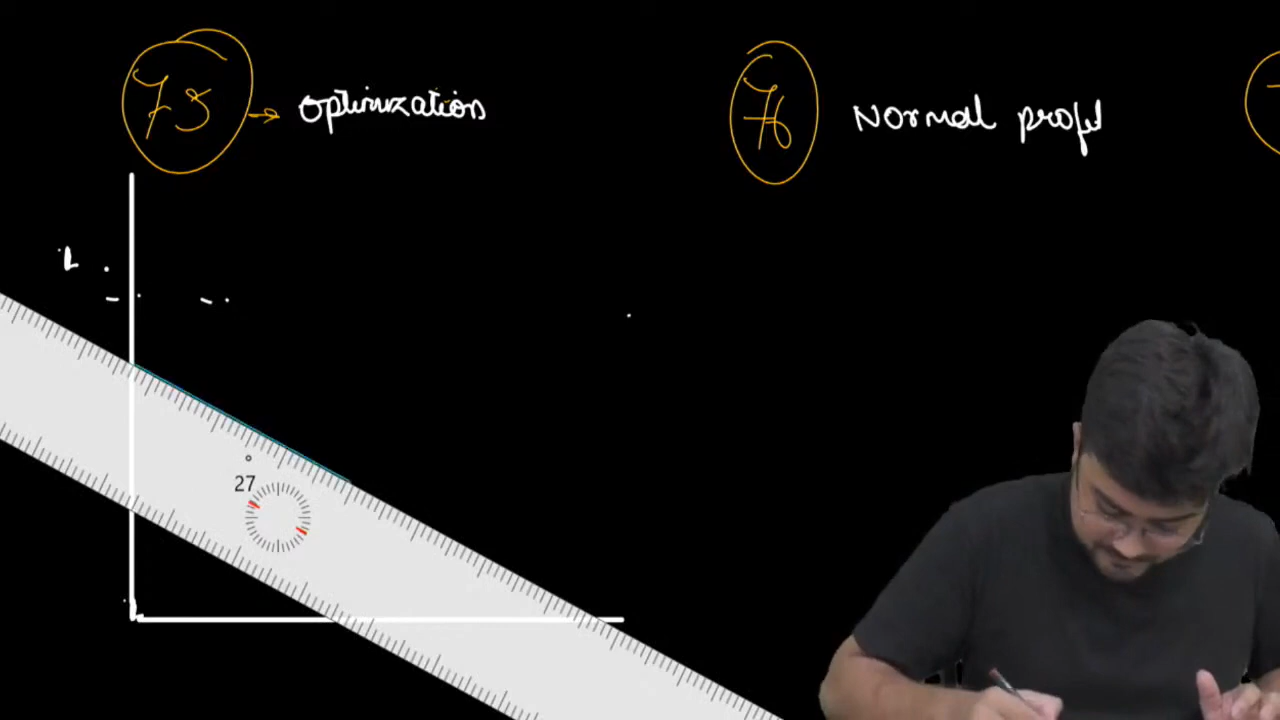 75 → optimization
76 Normal profit
L
27